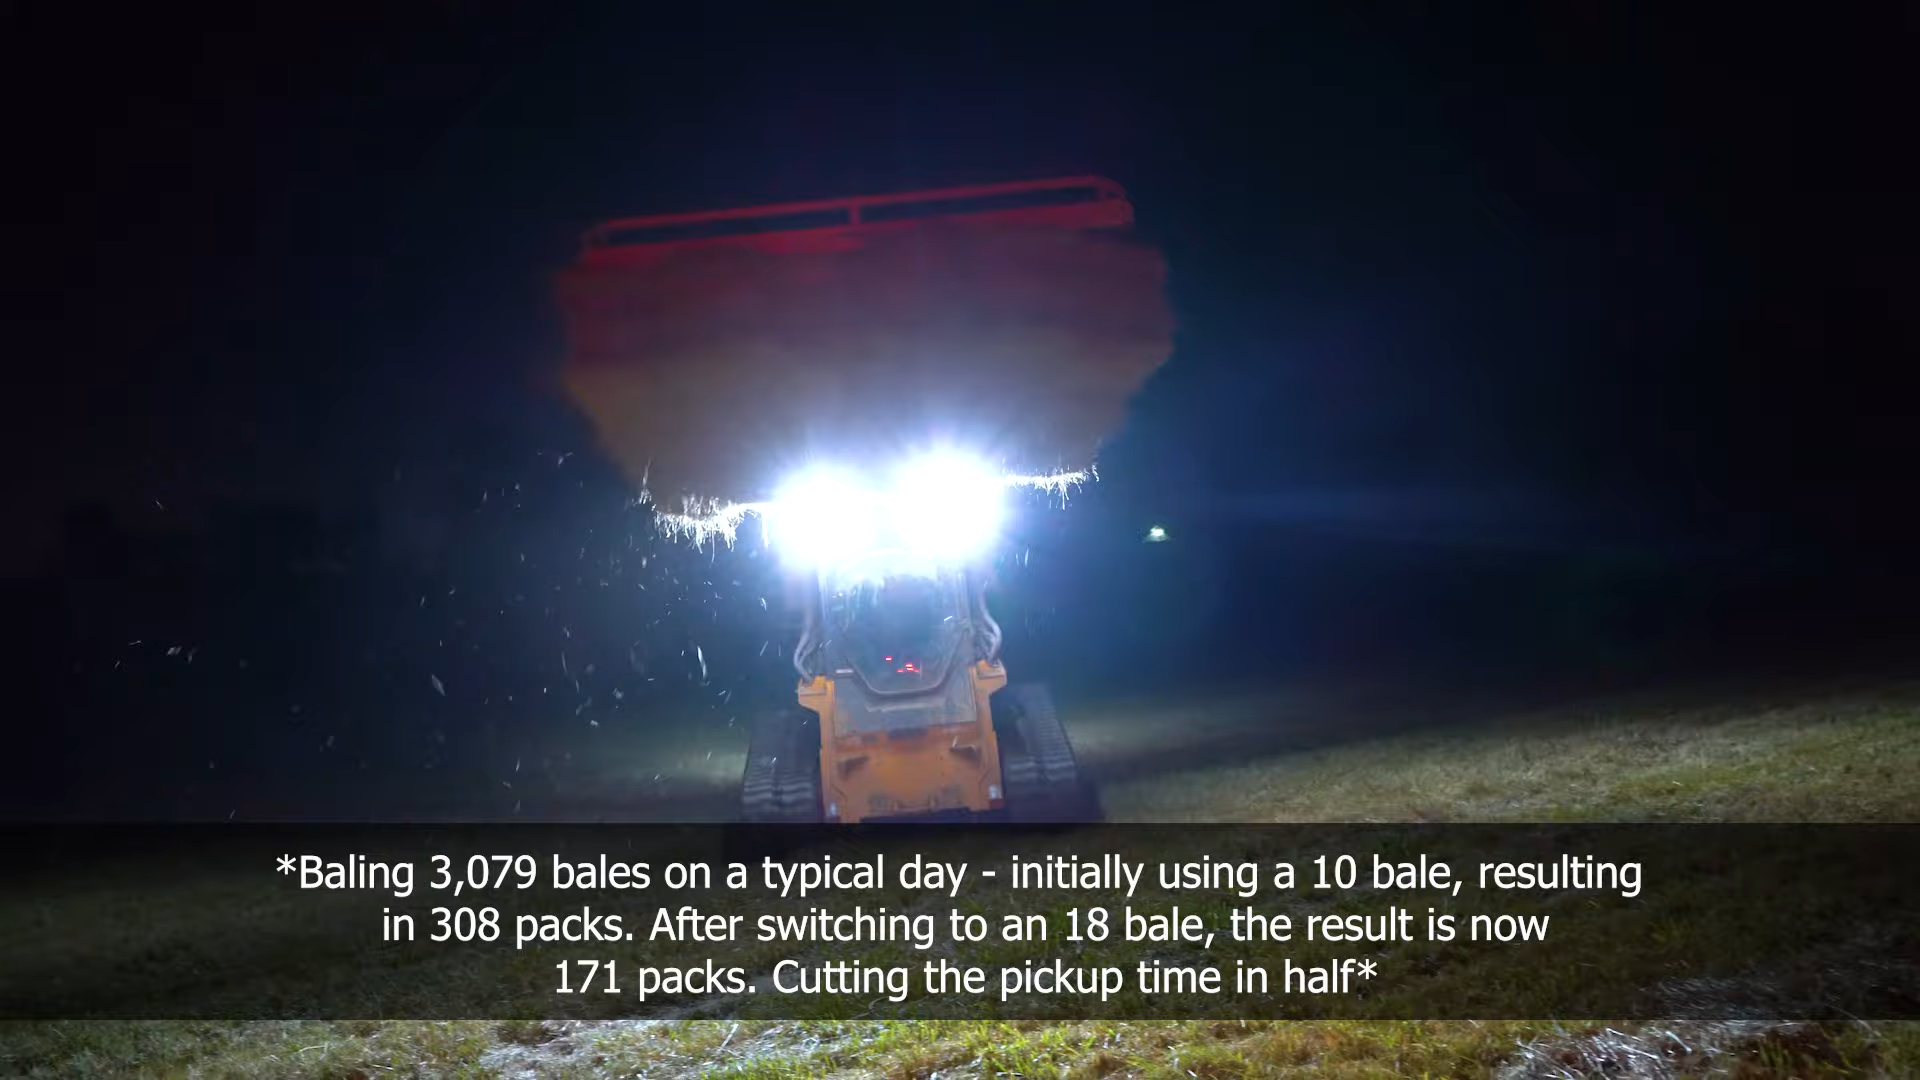 *Baling 3,079 bales on a typical day - initially using a 10 bale, resulting
in 308 packs. After switching to an 18 bale, the result is now
171 packs. Cutting the pickup time in half*